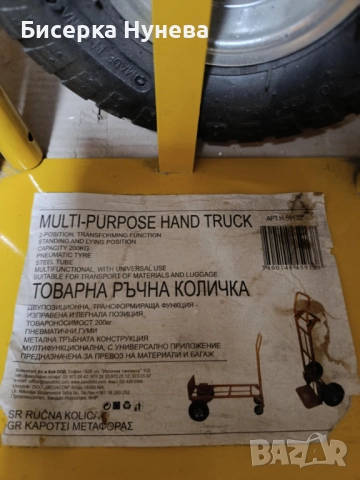 Бисерка Нунева
MULTI-PURPOSE HAND TRUCK
2-POSITION, TRANSFORMING FUNCTION
STANDING AND LYING POSITION
CAPACITY 200KG
PNEUMATIC TYRE
STEEL TUBE
MULTIFUNCTIONAL, WITH UNIVERSAL USE
SUITABLE FOR TRANSPORT OF MATERIALS AND LUGGAGE
ТОВАРНА РЪЧНА КОЛИЧКА
ДВУПОЗИЦИОННА, ТРАНСФОРМИРАЩА ФУНКЦИЯ -
ИЗПРАВЕНА И ЛЕГНАЛА ПОЗИЦИЯ,
ТОВАРОНОСИМОСТ 200кг
ПНЕВМАТИЧНИ ГУМИ
МЕТАЛНА ТРЪБНАТА КОНСТРУКЦИЯ
МУЛТИФУНКЦИОНАЛНА, С УНИВЕРСАЛНО ПРИЛОЖЕНИЕ
ПРЕДНАЗНАЧЕНА ЗА ПРЕВОЗ НА МАТЕРИАЛИ И БАГАЖ
SR RUČNA KOLICA
GR ΚΑΡΟΤΣΙ ΜΕΤΑΦΟΡΑΣ
bazar